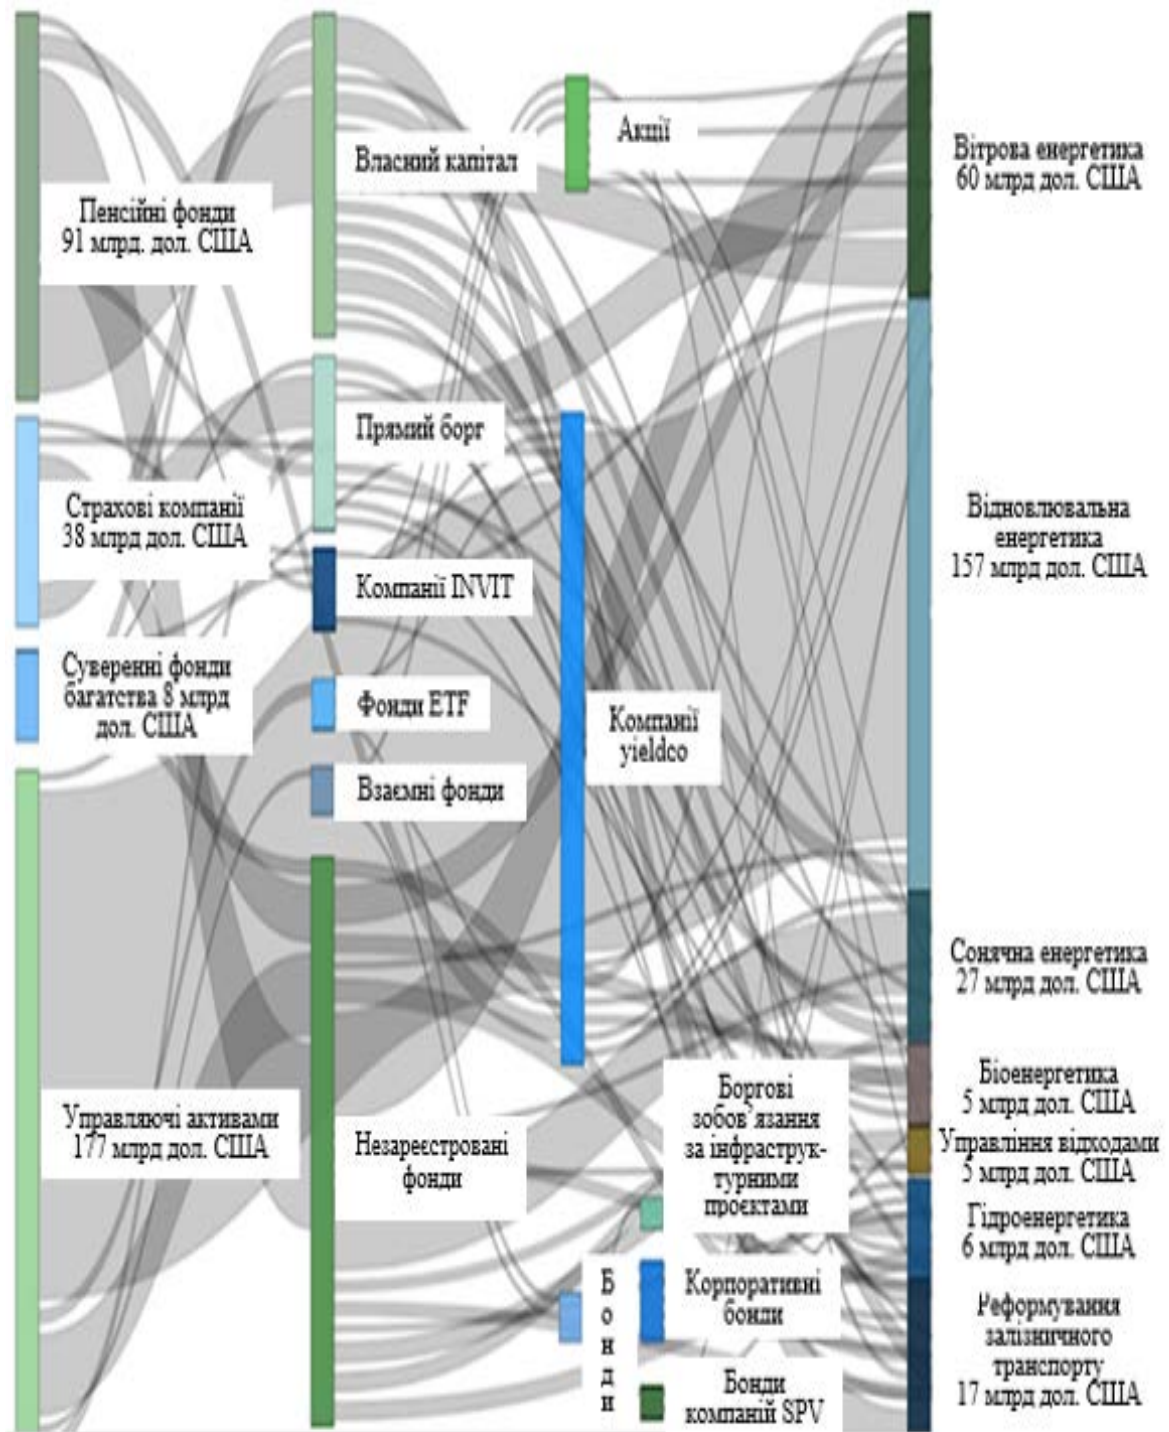 Пенсійні фонди
91 млрд. дол. США
Страхові компанії
38 млрд дол. США
Суверенні фонди
багатства 8 млрд
дол. США
Управляючі активами
177 млрд дол. США
Власний капітал
Прямий борг
Компанії INVIT
Фонди ETF
Взаємні фонди
Незареєстровані
фонди
Акції
Компанії
yieldco
Боргові
зобов’язання
за інфраструк-
турними
проєктами
Бонди
Корпоративні
бонди
Бонди
компаній SPV
Вітрова енергетика
60 млрд дол. США
Відновлювальна
енергетика
157 млрд дол. США
Сонячна енергетика
27 млрд дол. США
Біоенергетика
5 млрд дол. США
Управління відходами
5 млрд дол. США
Гідроенергетика
6 млрд дол. США
Реформування
залізничного
транспорту
17 млрд дол. США